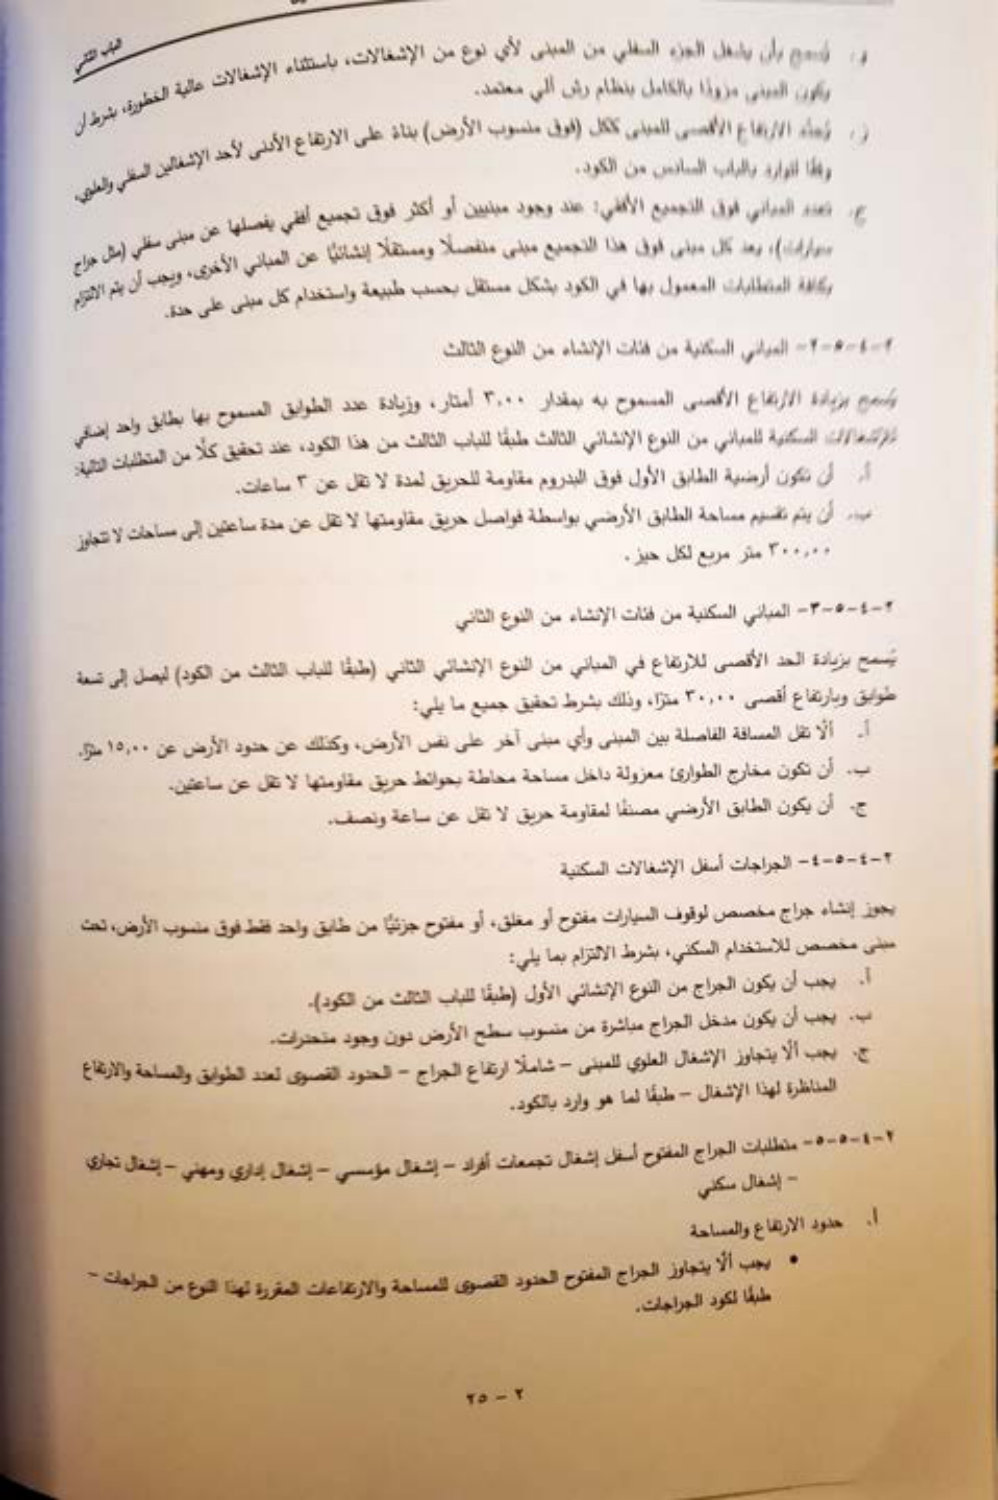 الباب الثاني
و. يُسمح بأن يشغل الجزء السفلي من المبنى لأي نوع من الإشغالات، باستثناء الإشغالات عالية الخطورة، بشرط أن
يكون المبنى مزودًا بالكامل بنظام رش آلي معتمد.
ز. يُحدَّد الارتفاع الأقصى للمبنى ككل (فوق منسوب الأرض) بناءً على الارتفاع الأدنى لأحد الإشغالين السفلي والعلوي،
وفقًا للوارد بالباب السادس من الكود.
ح. تعدد المباني فوق التجميع الأفقي: عند وجود مبنيين أو أكثر فوق تجميع أفقي يفصلها عن مبنى سفلي (مثل جراج
سيارات)، يعد كل مبنى فوق هذا التجميع مبنى منفصلًا ومستقلًا إنشائيًّا عن المباني الأخرى، ويجب أن يتم الالتزام
بكافة المتطلبات المعمول بها في الكود بشكل مستقل بحسب طبيعة واستخدام كل مبنى على حدة.
٢-٤-٥-٢- المباني السكنية من فئات الإنشاء من النوع الثالث
يُسمح بزيادة الارتفاع الأقصى المسموح به بمقدار ٣,٠٠ أمتار، وزيادة عدد الطوابق المسموح بها بطابق واحد إضافي
للإشغالات السكنية للمباني من النوع الإنشائي الثالث طبقًا للباب الثالث من هذا الكود، عند تحقيق كلًا من المتطلبات التالية:
أ. أن تكون أرضية الطابق الأول فوق البدروم مقاومة للحريق لمدة لا تقل عن ٣ ساعات.
ب. أن يتم تقسيم مساحة الطابق الأرضي بواسطة فواصل حريق مقاومتها لا تقل عن مدة ساعتين إلى مساحات لا تتجاوز
٣٠٠,٠٠ متر مربع لكل حيز.
٢-٤-٥-٣- المباني السكنية من فئات الإنشاء من النوع الثاني
يُسمح بزيادة الحد الأقصى للارتفاع في المباني من النوع الإنشائي الثاني (طبقًا للباب الثالث من الكود) ليصل إلى تسعة
طوابق وبارتفاع أقصى ٣٠,٠٠ مترًا، وذلك بشرط تحقيق جميع ما يلي:
أ. ألّا تقل المسافة الفاصلة بين المبنى وأي مبنى آخر على نفس الأرض، وكذلك عن حدود الأرض عن ١٥,٠٠ مترًا.
ب. أن تكون مخارج الطوارئ معزولة داخل مساحة محاطة بحوائط حريق مقاومتها لا تقل عن ساعتين.
ج. أن يكون الطابق الأرضي مصنفًا لمقاومة حريق لا تقل عن ساعة ونصف.
٢-٤-٥-٤- الجراجات أسفل الإشغالات السكنية
يجوز إنشاء جراج مخصص لوقوف السيارات مفتوح أو مغلق، أو مفتوح جزئيًّا من طابق واحد فقط فوق منسوب الأرض، تحت
مبنى مخصص للاستخدام السكني، بشرط الالتزام بما يلي:
أ. يجب أن يكون الجراج من النوع الإنشائي الأول (طبقًا للباب الثالث من الكود).
ب. يجب أن يكون مدخل الجراج مباشرة من منسوب سطح الأرض دون وجود منحدرات.
ج. يجب ألّا يتجاوز الإشغال العلوي للمبنى – شاملًا ارتفاع الجراج – الحدود القصوى لعدد الطوابق والمساحة والارتفاع
المناظرة لهذا الإشغال – طبقًا لما هو وارد بالكود.
٢-٤-٥-٥- متطلبات الجراج المفتوح أسفل إشغال تجمعات أفراد – إشغال مؤسسي – إشغال إداري ومهني – إشغال تجاري
– إشغال سكني
أ. حدود الارتفاع والمساحة
• يجب ألّا يتجاوز الجراج المفتوح الحدود القصوى للمساحة والارتفاعات المقررة لهذا النوع من الجراجات –
طبقًا لكود الجراجات.
٢ – ٢٥